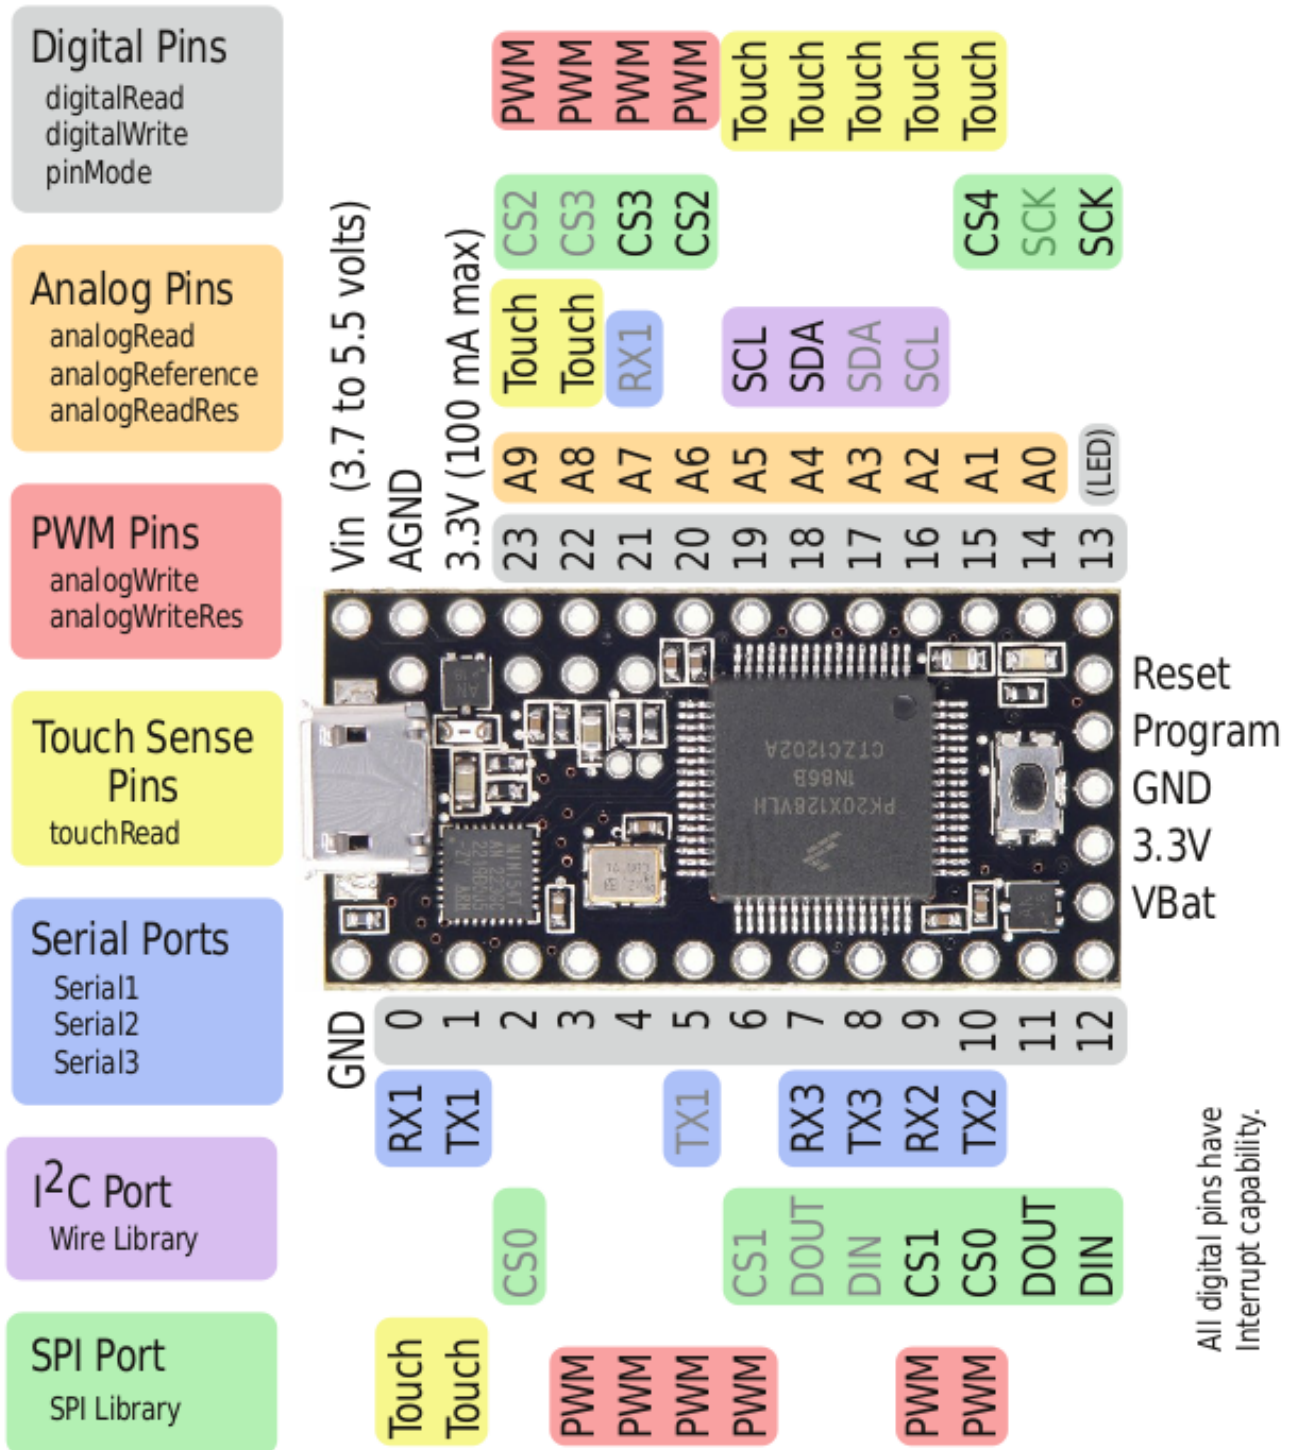 Digital Pins
digitalRead
digitalWrite
pinMode
Analog Pins
analogRead
analogReference
analogReadRes
PWM Pins
analogWrite
analogWriteRes
Touch Sense
Pins
touchRead
Serial Ports
Serial1
Serial2
Serial3
I²C Port
Wire Library
SPI Port
SPI Library
PWM PWM PWM PWM Touch Touch Touch Touch Touch
CS2 CS3 CS3 CS2 CS4 SCK SCK
Touch Touch RX1 SCL SDA SDA SCL
Vin (3.7 to 5.5 volts)
AGND
3.3V (100 mA max)
A9 A8 A7 A6 A5 A4 A3 A2 A1 A0 (LED)
23 22 21 20 19 18 17 16 15 14 13
Reset
Program
GND
3.3V
VBat
PK20X128VLH
1N86B
CTZC1202A
GND 0 1 2 3 4 5 6 7 8 9 10 11 12
RX1 TX1 TX1 RX3 TX3 RX2 TX2
CS0 CS1 DOUT DIN CS1 CS0 DOUT DIN
Touch Touch PWM PWM PWM PWM PWM PWM
All digital pins have
Interrupt capability.